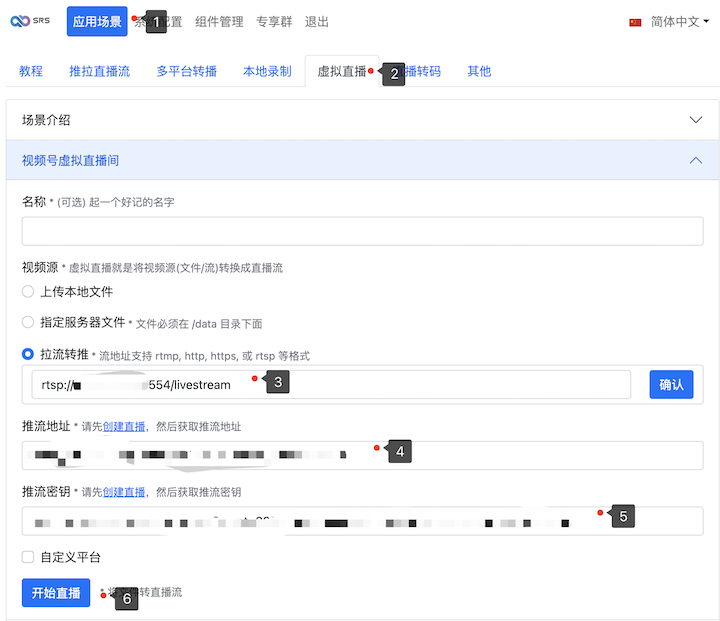 SRS 应用场景 1 系统配置 组件管理 专享群 退出 简体中文
教程 推拉直播流 多平台转播 本地录制 虚拟直播 2 直播转码 其他
场景介绍
视频号虚拟直播间
名称 * (可选) 起一个好记的名字
视频源 * 虚拟直播就是将视频源(文件/流)转换成直播流
上传本地文件
指定服务器文件 * 文件必须在 /data 目录下面
拉流转推 * 流地址支持 rtmp, http, https, 或 rtsp 等格式
rtsp:// 554/livestream 3 确认
推流地址 * 请先创建直播，然后获取推流地址
4
推流密钥 * 请先创建直播，然后获取推流密钥
5
自定义平台
开始直播 * 将文件转直播流 6